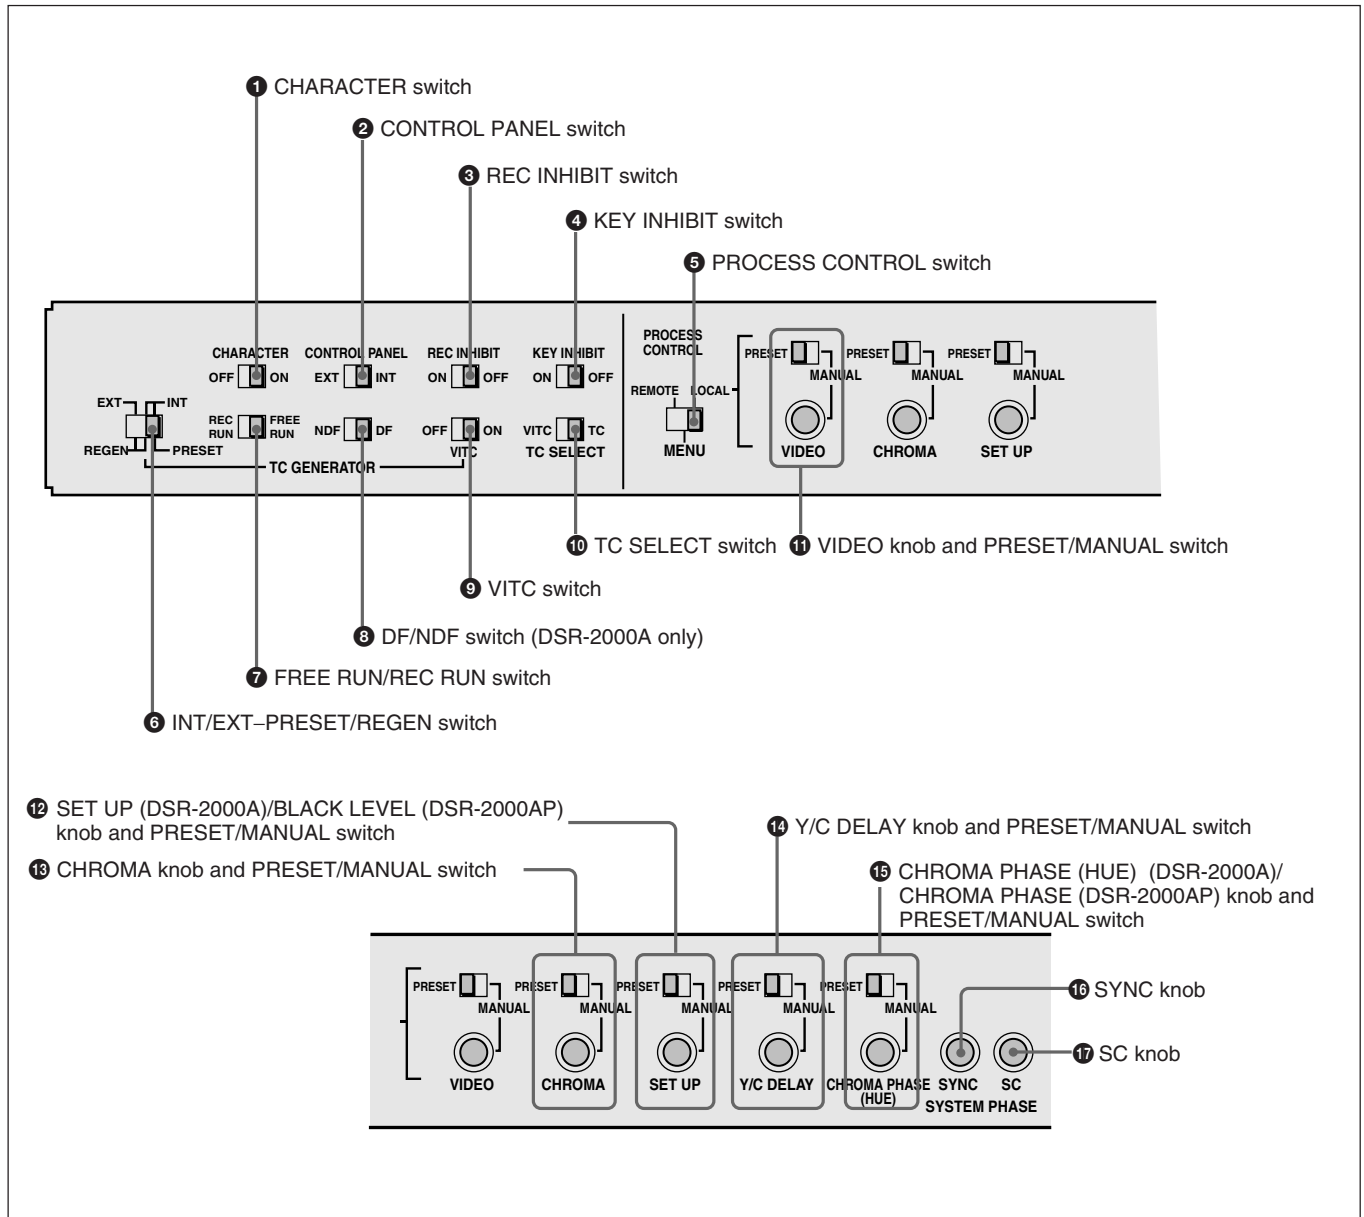 ❶ CHARACTER switch
❷ CONTROL PANEL switch
❸ REC INHIBIT switch
❹ KEY INHIBIT switch
❺ PROCESS CONTROL switch
CHARACTER
OFF ON
CONTROL PANEL
EXT INT
REC INHIBIT
ON OFF
KEY INHIBIT
ON OFF
PROCESS
CONTROL
REMOTE LOCAL
MENU
PRESET
MANUAL
VIDEO
PRESET
MANUAL
CHROMA
PRESET
MANUAL
SET UP
EXT INT
REGEN PRESET
REC
RUN
FREE
RUN
NDF DF
OFF ON
VITC
VITC TC
TC SELECT
TC GENERATOR
❿ TC SELECT switch
⓫ VIDEO knob and PRESET/MANUAL switch
❾ VITC switch
❽ DF/NDF switch (DSR-2000A only)
❼ FREE RUN/REC RUN switch
❻ INT/EXT–PRESET/REGEN switch
⓬ SET UP (DSR-2000A)/BLACK LEVEL (DSR-2000AP)
knob and PRESET/MANUAL switch
⓭ CHROMA knob and PRESET/MANUAL switch
⓮ Y/C DELAY knob and PRESET/MANUAL switch
⓯ CHROMA PHASE (HUE) (DSR-2000A)/
CHROMA PHASE (DSR-2000AP) knob and
PRESET/MANUAL switch
PRESET
MANUAL
VIDEO
PRESET
MANUAL
CHROMA
PRESET
MANUAL
SET UP
PRESET
MANUAL
Y/C DELAY
PRESET
MANUAL
CHROMA PHASE
(HUE)
SYNC SC
SYSTEM PHASE
⓰ SYNC knob
⓱ SC knob